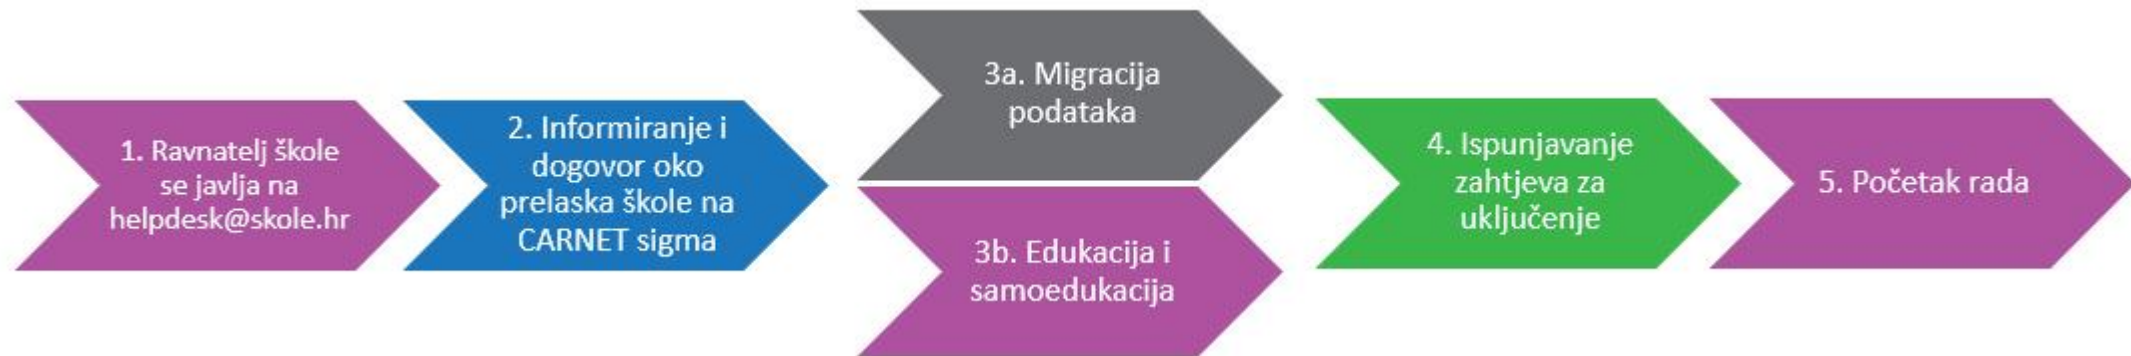 1. Ravnatelj škole
se javlja na
helpdesk@skole.hr
2. Informiranje i
dogovor oko
prelaska škole na
CARNET sigma
3a. Migracija
podataka
3b. Edukacija i
samoedukacija
4. Ispunjavanje
zahtjeva za
uključenje
5. Početak rada